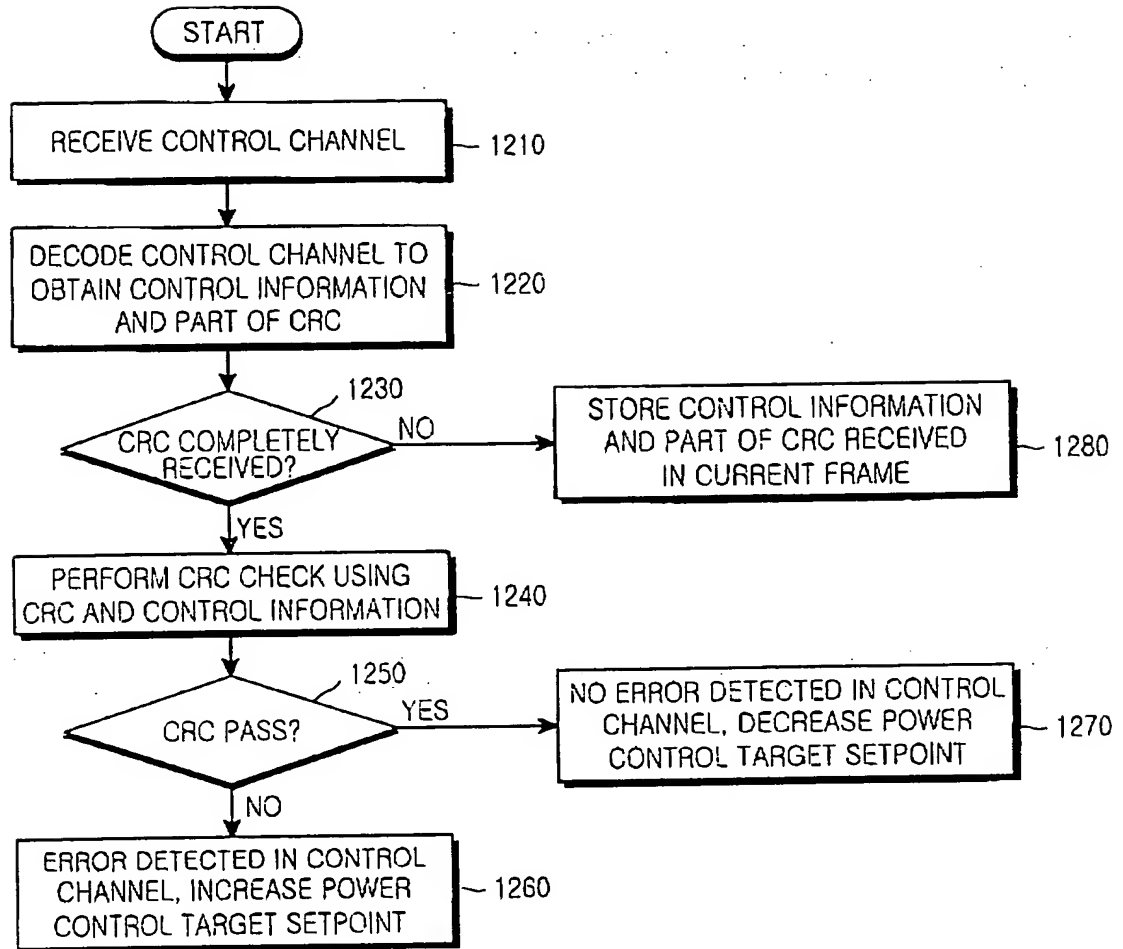 START
RECEIVE CONTROL CHANNEL
1210
DECODE CONTROL CHANNEL TO
OBTAIN CONTROL INFORMATION
AND PART OF CRC
1220
1230
CRC COMPLETELY
RECEIVED?
NO
STORE CONTROL INFORMATION
AND PART OF CRC RECEIVED
IN CURRENT FRAME
1280
YES
PERFORM CRC CHECK USING
CRC AND CONTROL INFORMATION
1240
1250
CRC PASS?
YES
NO ERROR DETECTED IN CONTROL
CHANNEL, DECREASE POWER
CONTROL TARGET SETPOINT
1270
NO
ERROR DETECTED IN CONTROL
CHANNEL, INCREASE POWER
CONTROL TARGET SETPOINT
1260